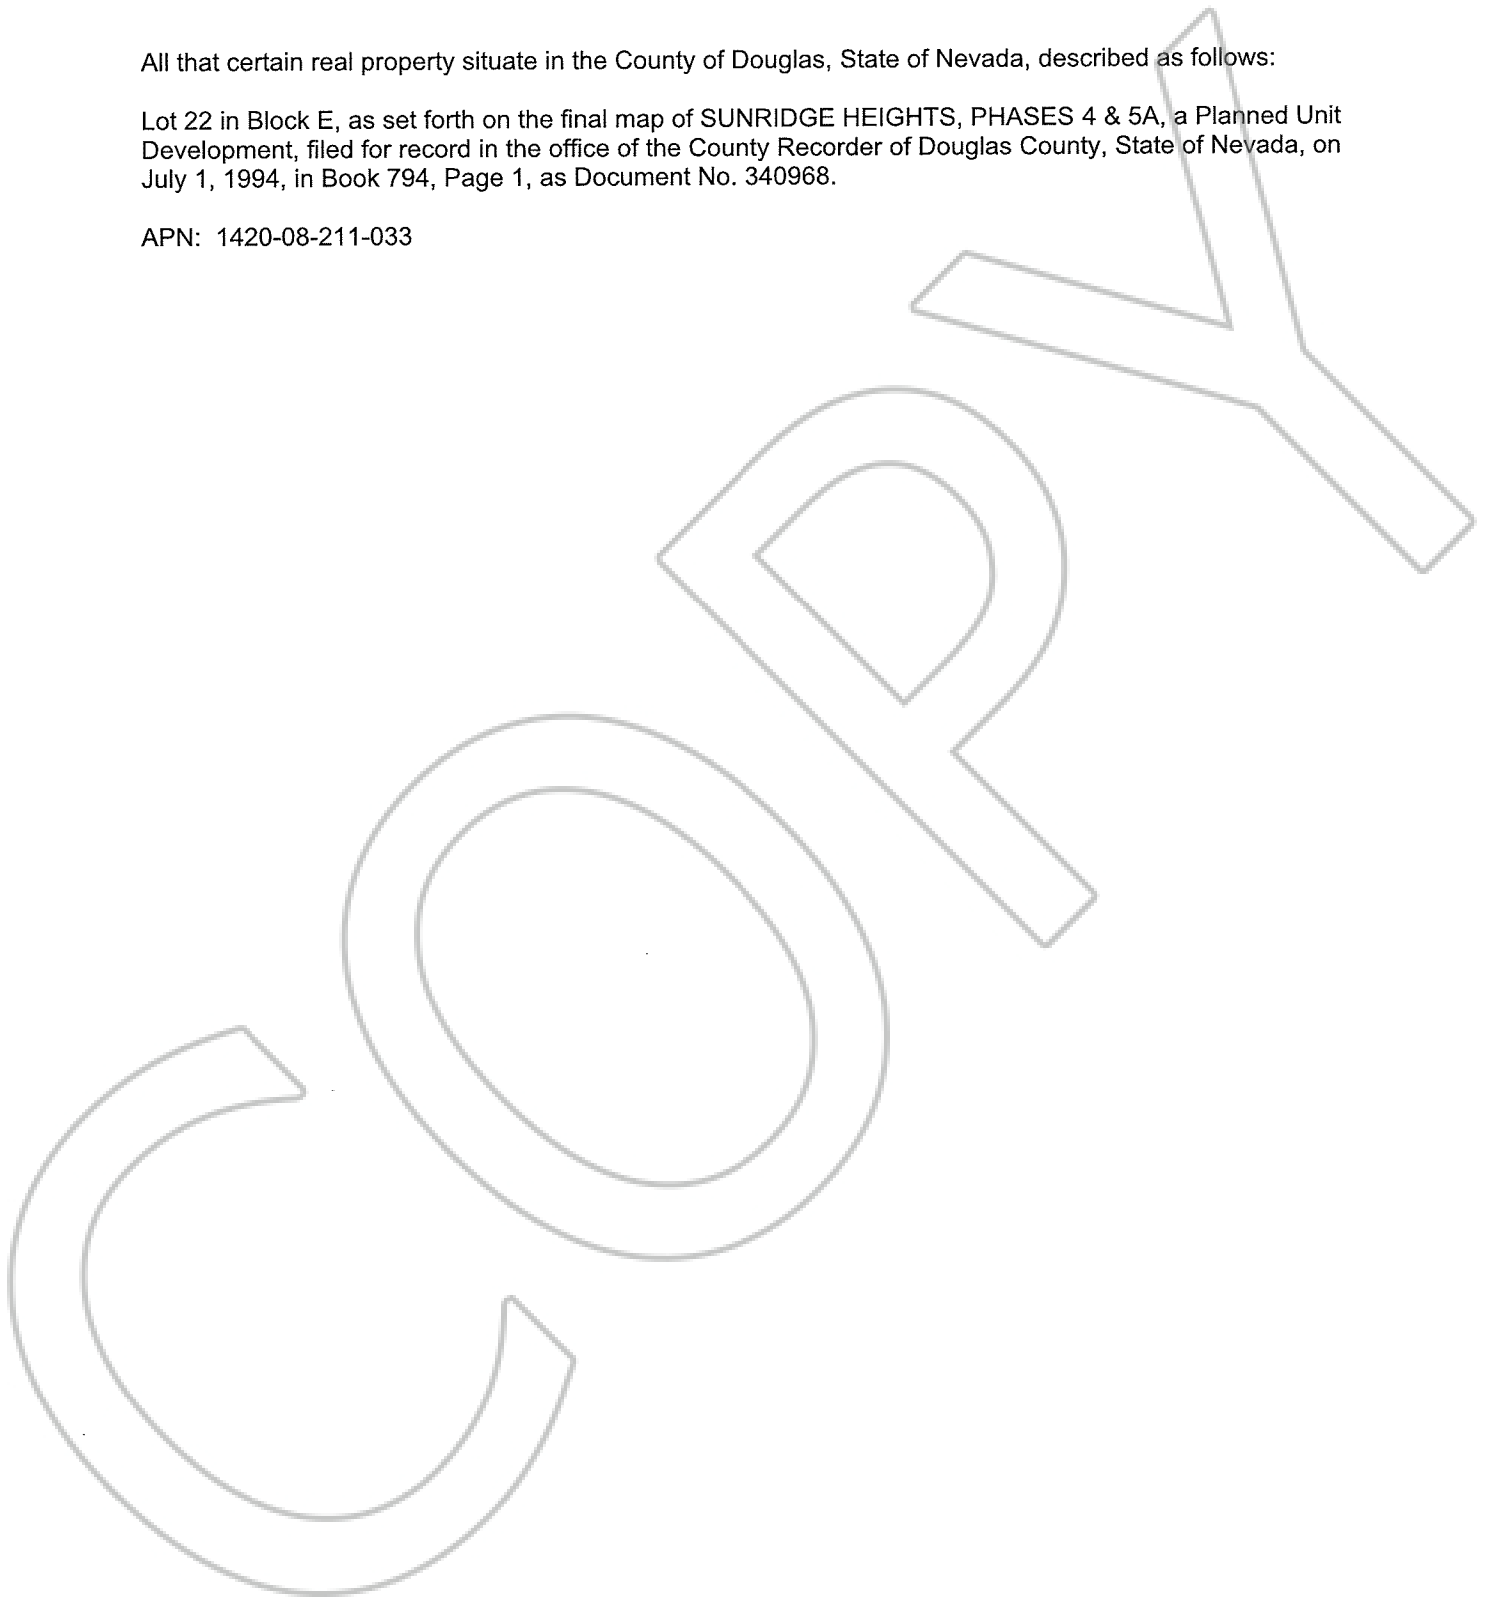 All that certain real property situate in the County of Douglas, State of Nevada, described as follows:
Lot 22 in Block E, as set forth on the final map of SUNRIDGE HEIGHTS, PHASES 4 & 5A, a Planned Unit
Development, filed for record in the office of the County Recorder of Douglas County, State of Nevada, on
July 1, 1994, in Book 794, Page 1, as Document No. 340968.
APN:  1420-08-211-033
COPY